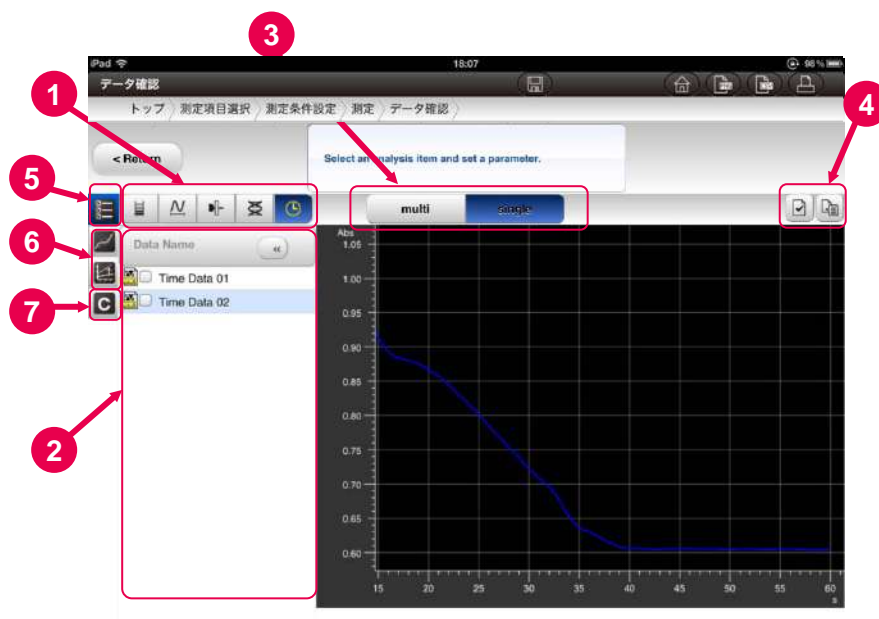 3
iPad 18:07 98%
データ確認
1
トップ 測定項目選択 測定条件設定 測定 データ確認
4
< Return
Select an analysis item and set a parameter.
5
multi single
6
Data Name «
Abs
Time Data 01
Time Data 02
7
C
2
1.05
1.00
0.95
0.90
0.85
0.80
0.75
0.70
0.65
0.60
15 20 25 30 35 40 45 50 55 60
s